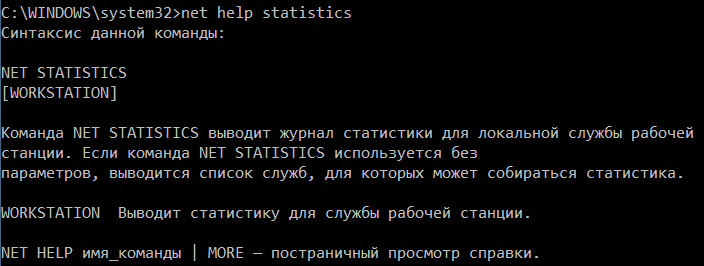 C:\WINDOWS\system32>net help statistics
Синтаксис данной команды:
NET STATISTICS
[WORKSTATION]
Команда NET STATISTICS выводит журнал статистики для локальной службы рабочей
станции. Если команда NET STATISTICS используется без
параметров, выводится список служб, для которых может собираться статистика.
WORKSTATION  Выводит статистику для службы рабочей станции.
NET HELP имя_команды | MORE — постраничный просмотр справки.